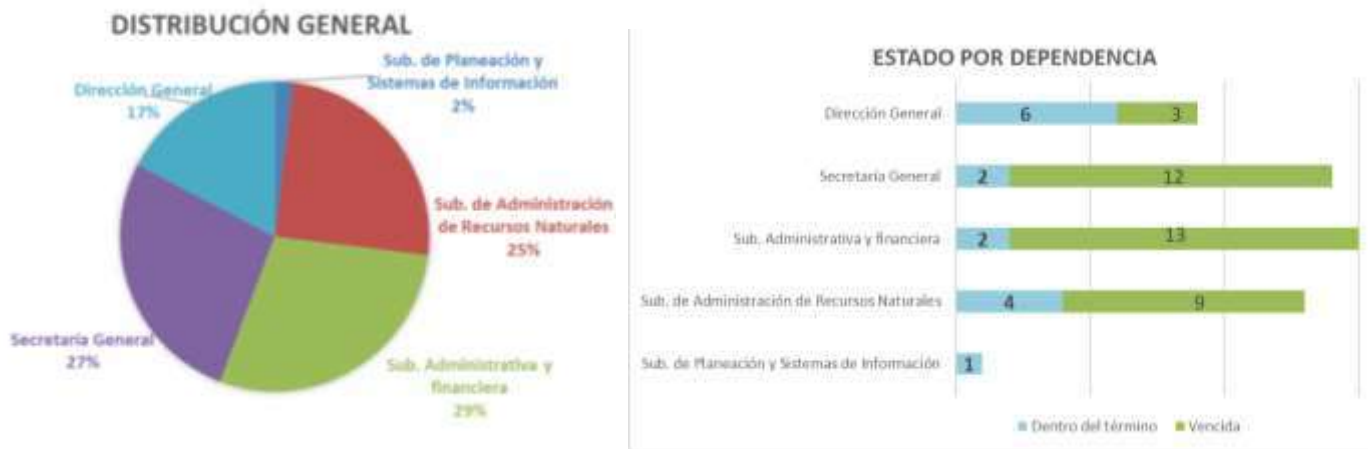 DISTRIBUCIÓN GENERAL
Sub. de Planeación y
Sistemas de Información
2%
Dirección General
17%
Sub. de Administración
de Recursos Naturales
25%
Secretaría General
27%
Sub. Administrativa y
financiera
29%
ESTADO POR DEPENDENCIA
Dirección General
6
3
Secretaría General
2
12
Sub. Administrativa y financiera
2
13
Sub. de Administración de Recursos Naturales
4
9
Sub. de Planeación y Sistemas de Información
1
Dentro del término
Vencida